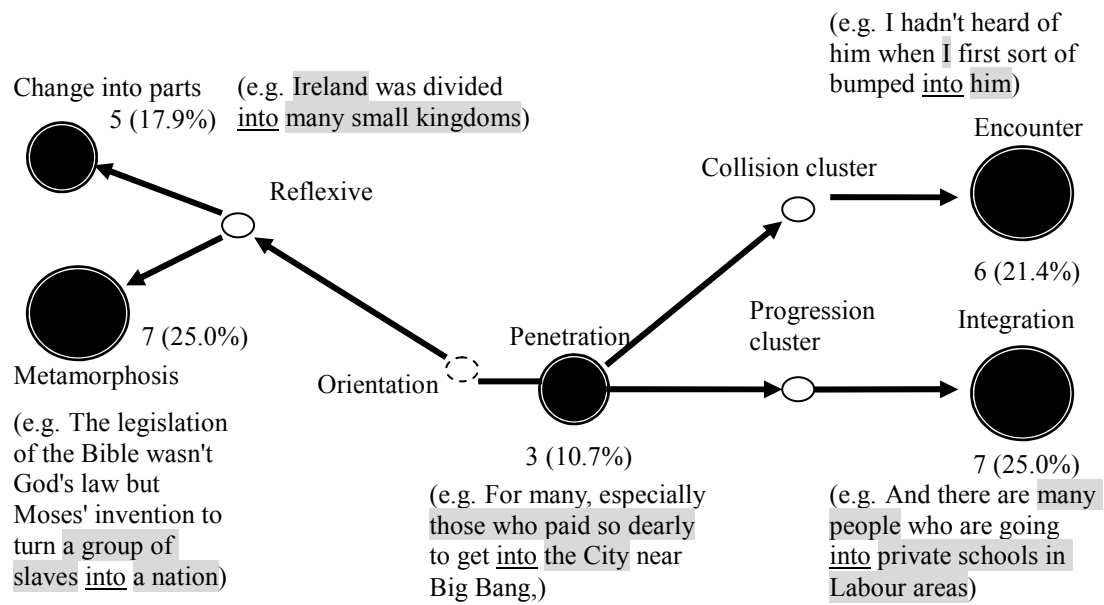 (e.g. I hadn't heard of
him when I first sort of
bumped into him)
Change into parts
5 (17.9%)
(e.g. Ireland was divided
into many small kingdoms)
Encounter
Collision cluster
Reflexive
6 (21.4%)
7 (25.0%)
Metamorphosis
Orientation
Penetration
Progression
cluster
Integration
(e.g. The legislation
of the Bible wasn't
God's law but
Moses' invention to
turn a group of
slaves into a nation)
3 (10.7%)
(e.g. For many, especially
those who paid so dearly
to get into the City near
Big Bang,)
7 (25.0%)
(e.g. And there are many
people who are going
into private schools in
Labour areas)